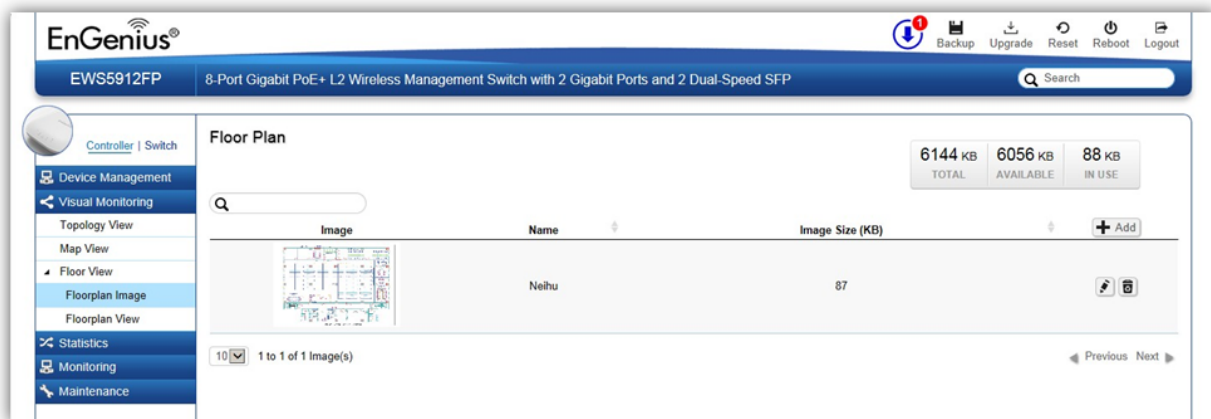 EnGenius®
1
Backup Upgrade Reset Reboot Logout
EWS5912FP
8-Port Gigabit PoE+ L2 Wireless Management Switch with 2 Gigabit Ports and 2 Dual-Speed SFP
Search
Controller | Switch
Device Management
Visual Monitoring
Topology View
Map View
Floor View
Floorplan Image
Floorplan View
Statistics
Monitoring
Maintenance
Floor Plan
6144 KB 6056 KB 88 KB
TOTAL AVAILABLE IN USE
Image Name Image Size (KB) Add
Neihu 87
10 1 to 1 of 1 Image(s)
Previous Next